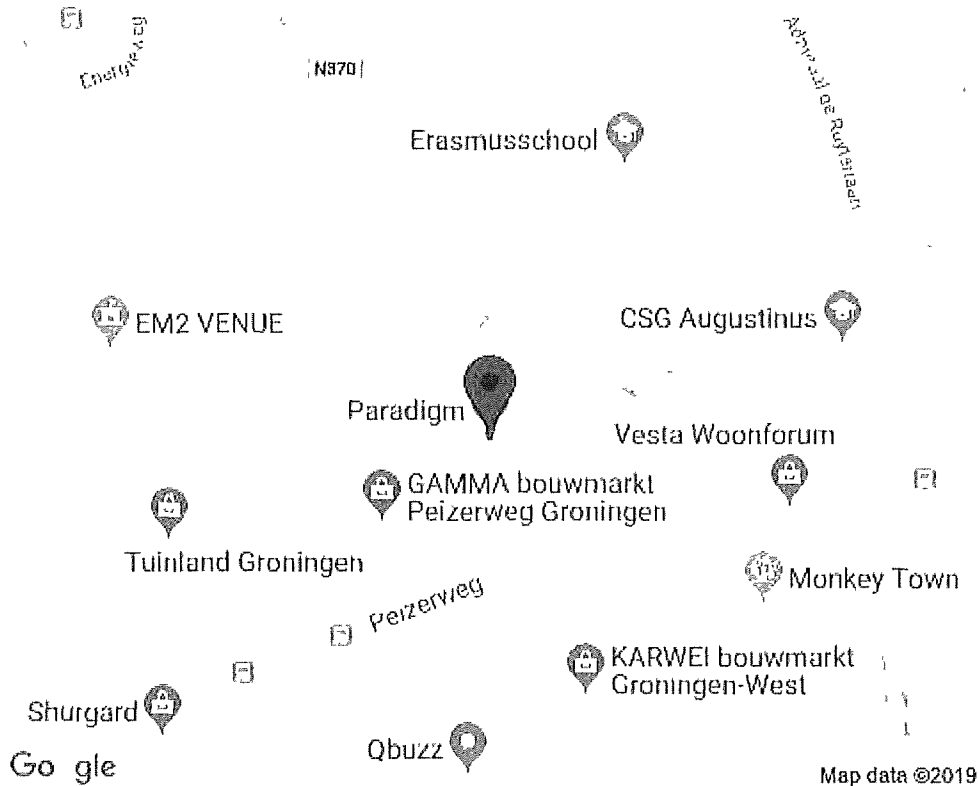 N370
Erasmusschool
EM2 VENUE
CSG Augustinus
Paradigm
Vesta Woonforum
GAMMA bouwmarkt
Peizerweg Groningen
Tuinland Groningen
Monkey Town
Peizerweg
KARWEI bouwmarkt
Groningen-West
Shurgard
Qbuzz
Google
Map data ©2019